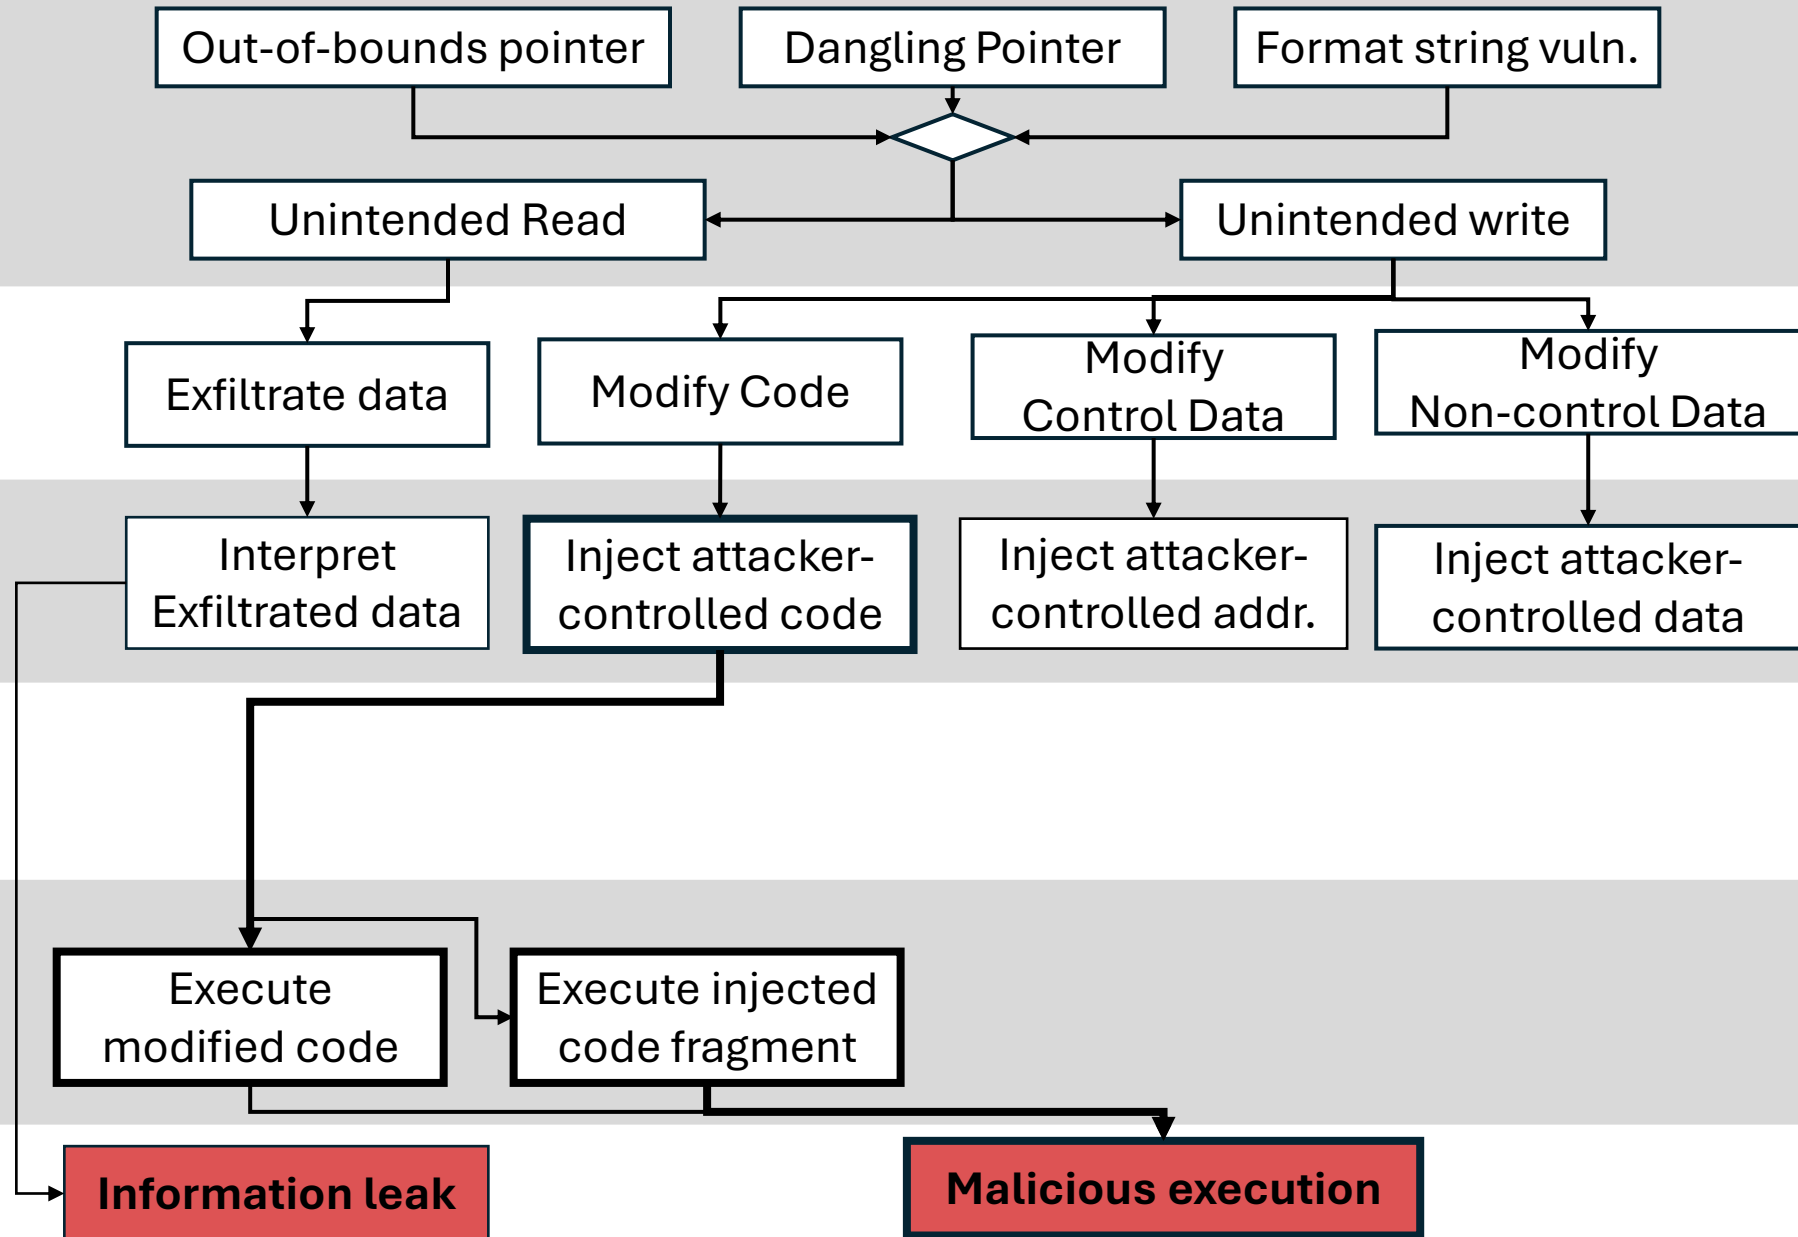 Out-of-bounds pointer
Dangling Pointer
Format string vuln.
Unintended Read
Unintended write
Exfiltrate data
Modify Code
Modify
Control Data
Modify
Non-control Data
Interpret
Exfiltrated data
Inject attacker-
controlled code
Inject attacker-
controlled addr.
Inject attacker-
controlled data
Execute
modified code
Execute injected
code fragment
Information leak
Malicious execution